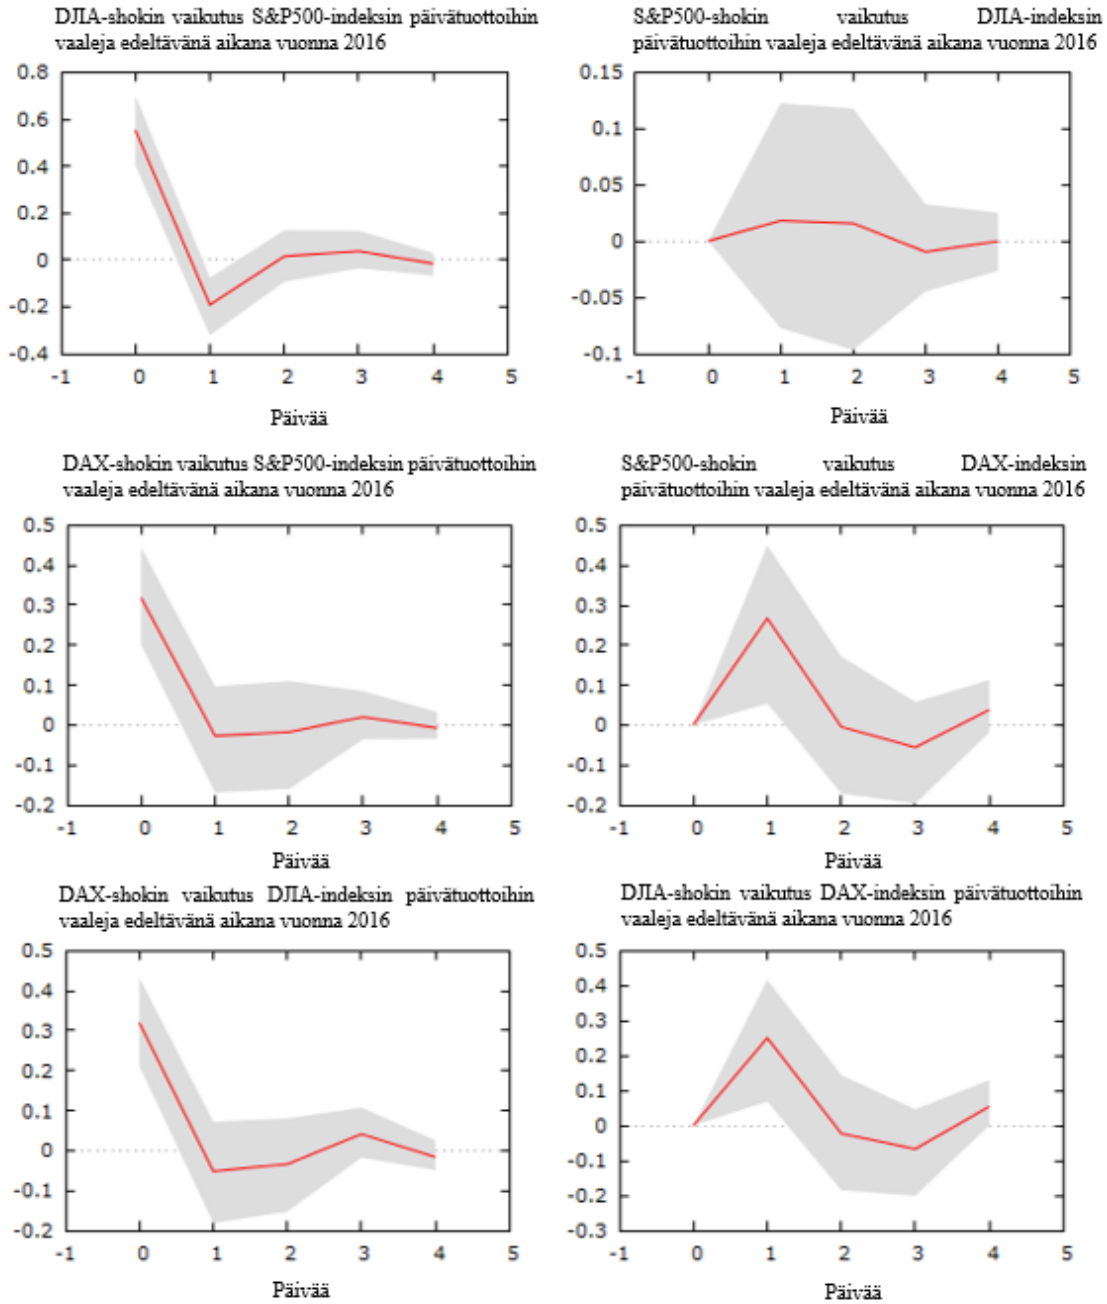 DJIA-shokin vaikutus S&P500-indeksin päivätuottoihin
vaaleja edeltävänä aikana vuonna 2016
0.8
0.6
0.4
0.2
0
-0.2
-0.4
-1 0 1 2 3 4 5
Päivää
S&P500-shokin vaikutus DJIA-indeksin
päivätuottoihin vaaleja edeltävänä aikana vuonna 2016
0.15
0.1
0.05
0
-0.05
-0.1
-1 0 1 2 3 4 5
Päivää
DAX-shokin vaikutus S&P500-indeksin päivätuottoihin
vaaleja edeltävänä aikana vuonna 2016
0.5
0.4
0.3
0.2
0.1
0
-0.1
-0.2
-1 0 1 2 3 4 5
Päivää
S&P500-shokin vaikutus DAX-indeksin
päivätuottoihin vaaleja edeltävänä aikana vuonna 2016
0.5
0.4
0.3
0.2
0.1
0
-0.1
-0.2
-1 0 1 2 3 4 5
Päivää
DAX-shokin vaikutus DJIA-indeksin päivätuottoihin
vaaleja edeltävänä aikana vuonna 2016
0.5
0.4
0.3
0.2
0.1
0
-0.1
-0.2
-1 0 1 2 3 4 5
Päivää
DJIA-shokin vaikutus DAX-indeksin päivätuottoihin
vaaleja edeltävänä aikana vuonna 2016
0.5
0.4
0.3
0.2
0.1
0
-0.1
-0.2
-0.3
-1 0 1 2 3 4 5
Päivää